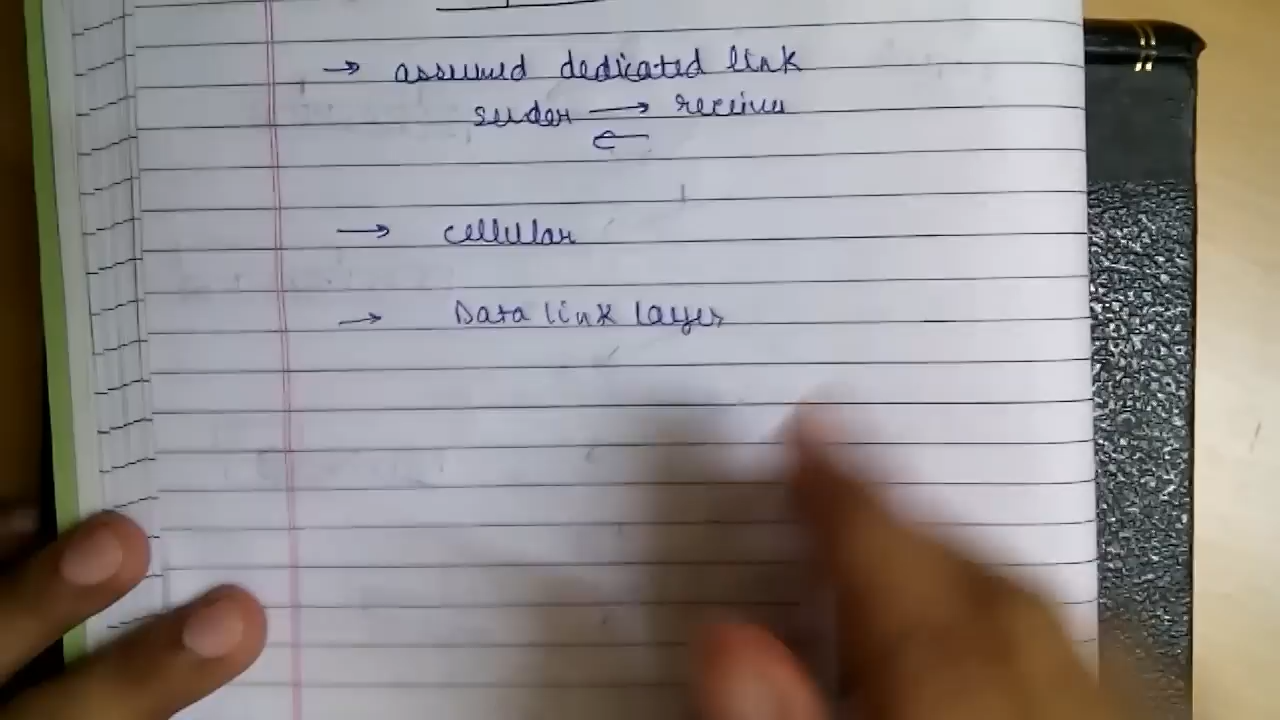 → assumed dedicated link
sender → receiver
←
→ cellular
→ Data link layer